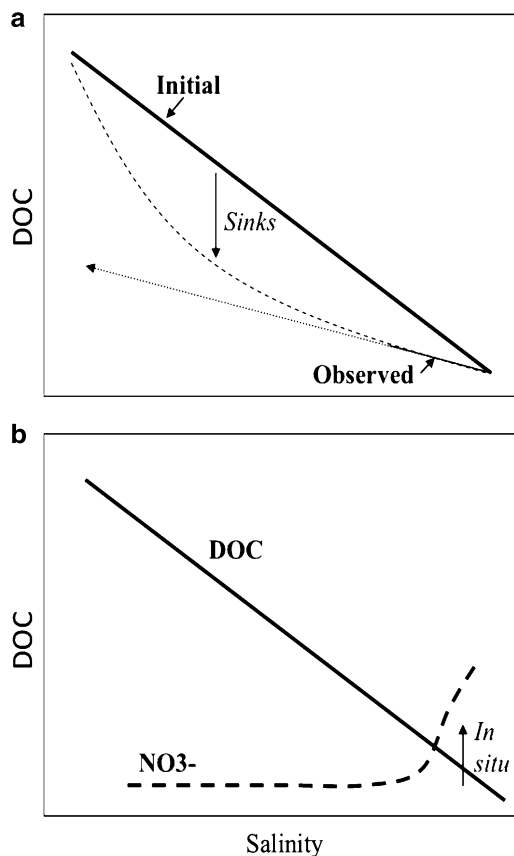 a
Initial
Sinks
DOC
Observed
b
DOC
DOC
NO3-
In
situ
Salinity